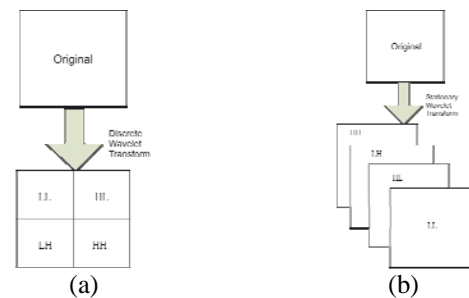 Original
Discrete
Wavelet
Transform
LL HL
LH HH
(a)
Original
Stationary
Wavelet
Transform
HH
LH
HL
LL
(b)